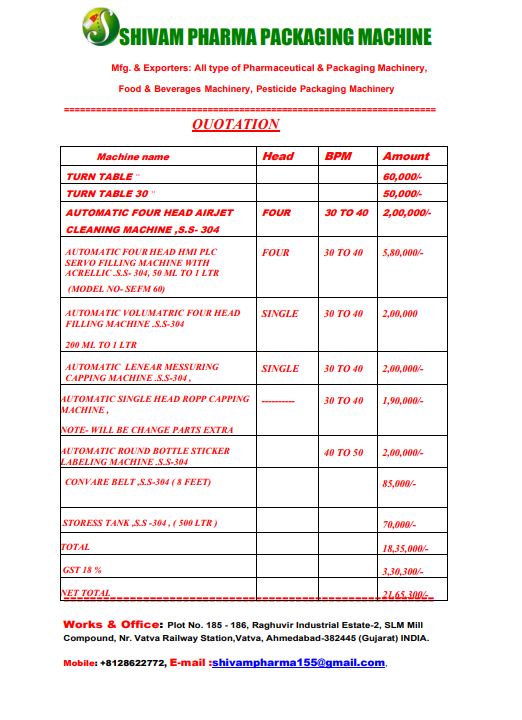 SHIVAM PHARMA PACKAGING MACHINE
Mfg. & Exporters: All type of Pharmaceutical & Packaging Machinery,
Food & Beverages Machinery, Pesticide Packaging Machinery
QUOTATION
Machine name Head BPM Amount
TURN TABLE " 60,000/-
TURN TABLE 30 " 50,000/-
AUTOMATIC FOUR HEAD AIRJET FOUR 30 TO 40 2,00,000/-
CLEANING MACHINE ,S.S- 304
AUTOMATIC FOUR HEAD HMI PLC FOUR 30 TO 40 5,80,000/-
SERVO FILLING MACHINE WITH
ACRELLIC .S.S- 304, 50 ML TO 1 LTR
(MODEL NO- SEFM 60)
AUTOMATIC VOLUMATRIC FOUR HEAD SINGLE 30 TO 40 2,00,000
FILLING MACHINE .S.S-304
200 ML TO 1 LTR
AUTOMATIC LENEAR MESSURING SINGLE 30 TO 40 2,00,000/-
CAPPING MACHINE .S.S-304 ,
AUTOMATIC SINGLE HEAD ROPP CAPPING ---------- 30 TO 40 1,90,000/-
MACHINE ,
NOTE- WILL BE CHANGE PARTS EXTRA
AUTOMATIC ROUND BOTTLE STICKER 40 TO 50 2,00,000/-
LABELING MACHINE .S.S-304
CONVARE BELT ,S.S-304 ( 8 FEET) 85,000/-
STORESS TANK ,S.S -304 , ( 500 LTR ) 70,000/-
TOTAL 18,35,000/-
GST 18 % 3,30,300/-
NET TOTAL 21,65,300/-
Works & Office: Plot No. 185 - 186, Raghuvir Industrial Estate-2, SLM Mill
Compound, Nr. Vatva Railway Station,Vatva, Ahmedabad-382445 (Gujarat) INDIA.
Mobile: +8128622772, E-mail :shivampharma155@gmail.com,